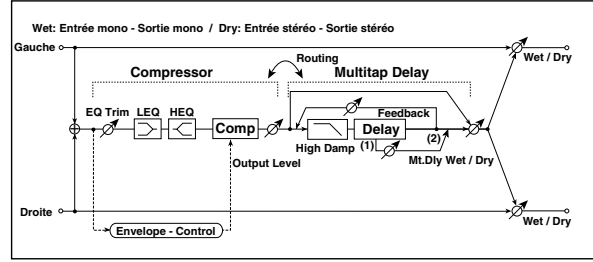 Wet: Entrée mono - Sortie mono / Dry: Entrée stéréo - Sortie stéréo
Gauche
Wet / Dry
Routing
Compressor
Multitap Delay
EQ Trim
LEQ
HEQ
Feedback
Comp
Delay
High Damp
(1)
(2)
Mt.Dly Wet / Dry
Output Level
Droite
Wet / Dry
Envelope - Control